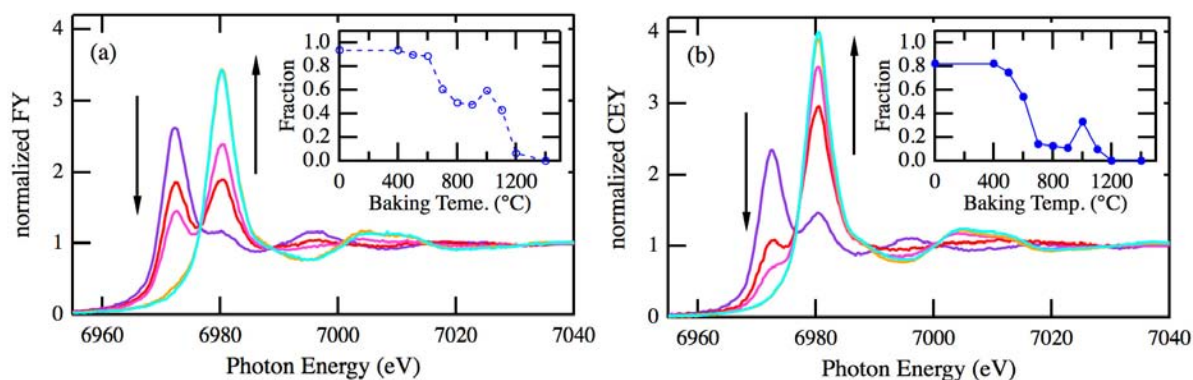 (a)
normalized FY
4
3
2
1
0
6960 6980 7000 7020 7040
Photon Energy (eV)
Fraction
1.0
0.8
0.6
0.4
0.2
0.0
0 400 800 1200
Baking Teme. (°C)
(b)
normalized CEY
4
3
2
1
0
6960 6980 7000 7020 7040
Photon Energy (eV)
Fraction
1.0
0.8
0.6
0.4
0.2
0.0
0 400 800 1200
Baking Temp. (°C)